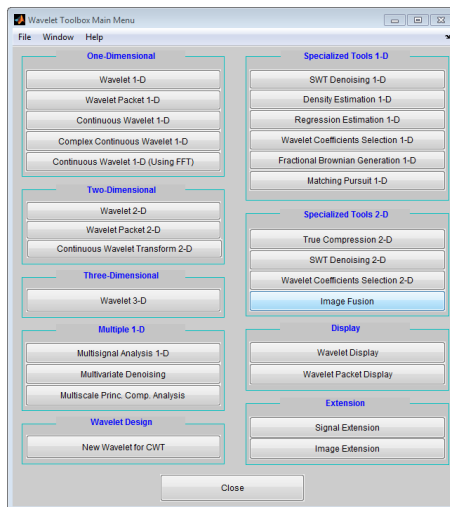 Wavelet Toolbox Main Menu
File Window Help
One-Dimensional
Wavelet 1-D
Wavelet Packet 1-D
Continuous Wavelet 1-D
Complex Continuous Wavelet 1-D
Continuous Wavelet 1-D (Using FFT)
Two-Dimensional
Wavelet 2-D
Wavelet Packet 2-D
Continuous Wavelet Transform 2-D
Three-Dimensional
Wavelet 3-D
Multiple 1-D
Multisignal Analysis 1-D
Multivariate Denoising
Multiscale Princ. Comp. Analysis
Wavelet Design
New Wavelet for CWT
Specialized Tools 1-D
SWT Denoising 1-D
Density Estimation 1-D
Regression Estimation 1-D
Wavelet Coefficients Selection 1-D
Fractional Brownian Generation 1-D
Matching Pursuit 1-D
Specialized Tools 2-D
True Compression 2-D
SWT Denoising 2-D
Wavelet Coefficients Selection 2-D
Image Fusion
Display
Wavelet Display
Wavelet Packet Display
Extension
Signal Extension
Image Extension
Close